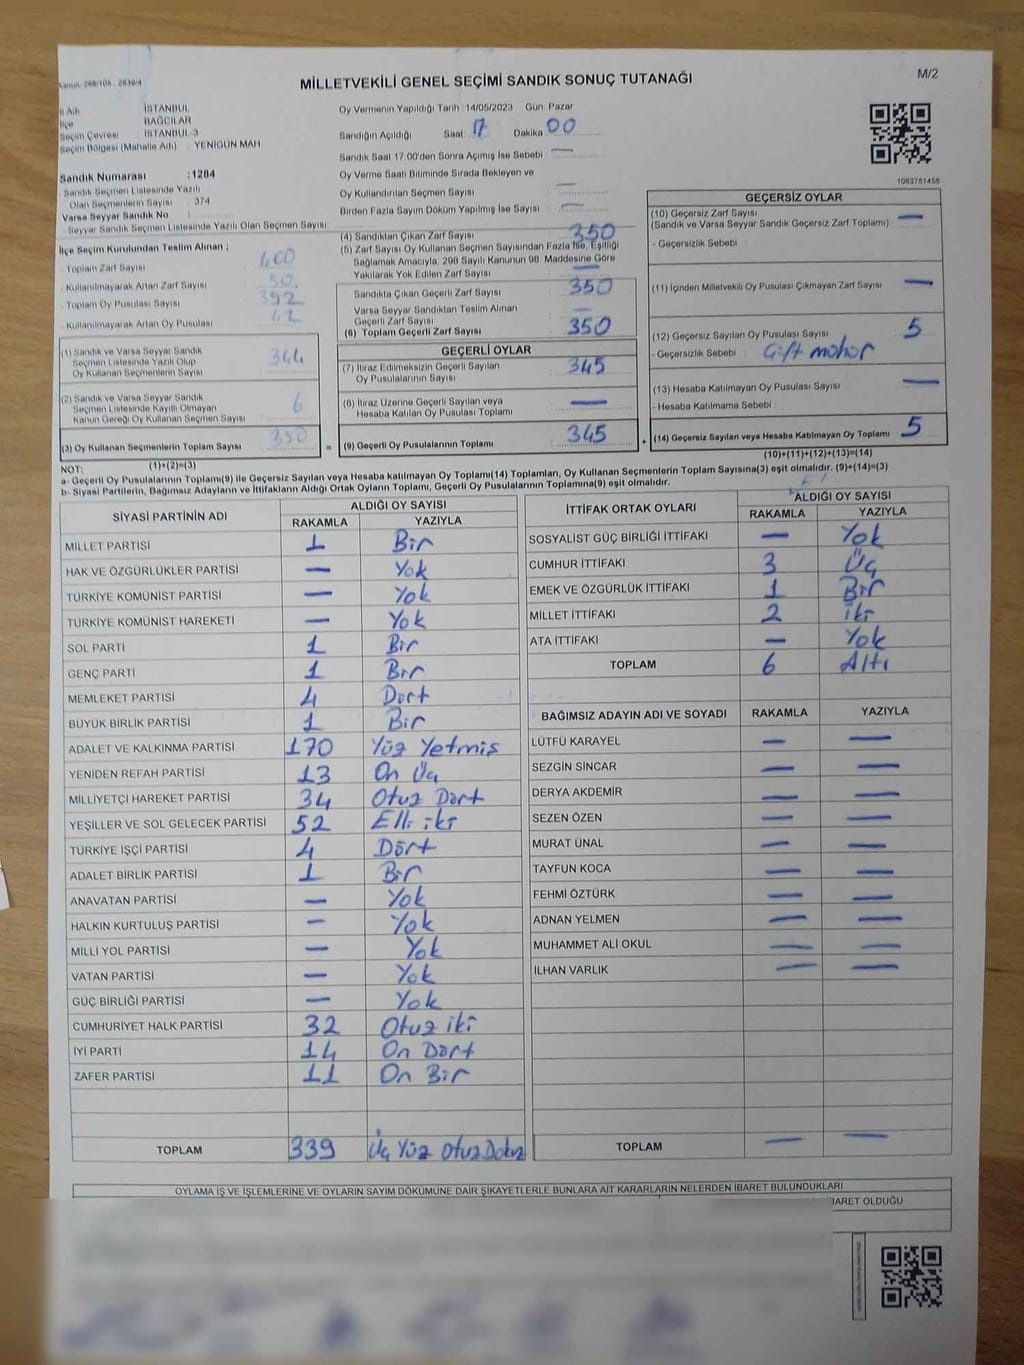 MİLLETVEKİLİ GENEL SEÇİMİ SANDIK SONUÇ TUTANAĞI
M/2
Kanun: 298/105 , 2839/4
İl Adı İSTANBUL
İlçe BAĞCILAR
Seçim Çevresi İSTANBUL-3
Seçim Bölgesi (Mahalle Adı) : YENİGÜN MAH.
Sandık Numarası :1284
- Sandık Seçmen Listesinde Yazılı
Olan Seçmenlerin Sayısı : 374
Varsa Seyyar Sandık No :
- Seyyar Sandık Seçmen Listesinde Yazılı Olan Seçmen Sayısı:
Oy Vermenin Yapıldığı Tarih :14/05/2023 Gün: Pazar
Sandığın Açıldığı Saat: 17 Dakika: 00
Sandık Saat 17:00'den Sonra Açılmış İse Sebebi : —
Oy Verme Saati Bitiminde Sırada Bekleyen ve
Oy Kullandırılan Seçmen Sayısı : —
Birden Fazla Sayım Döküm Yapılmış İse Sayısı : —
1083781458
İlçe Seçim Kurulundan Teslim Alınan :
- Toplam Zarf Sayısı : 400
- Kullanılmayarak Artan Zarf Sayısı : 50
- Toplam Oy Pusulası Sayısı : 392
- Kullanılmayarak Artan Oy Pusulası : 42
(1) Sandık ve Varsa Seyyar Sandık
Seçmen Listesinde Yazılı Olup
Oy Kullanan Seçmenlerin Sayısı : 344
(2) Sandık ve Varsa Seyyar Sandık
Seçmen Listesinde Kayıtlı Olmayan
Kanun Gereği Oy Kullanan Seçmen Sayısı : 6
(3) Oy Kullanan Seçmenlerin Toplam Sayısı : 350
(1)+(2)=(3)
(4) Sandıktan Çıkan Zarf Sayısı : 350
(5) Zarf Sayısı Oy Kullanan Seçmen Sayısından Fazla İse, Eşitliği
Sağlamak Amacıyla, 298 Sayılı Kanunun 98. Maddesine Göre
Yakılarak Yok Edilen Zarf Sayısı : —
Sandıkta Çıkan Geçerli Zarf Sayısı : 350
Varsa Seyyar Sandıktan Teslim Alınan
Geçerli Zarf Sayısı : —
(6) Toplam Geçerli Zarf Sayısı : 350
GEÇERLİ OYLAR
(7) İtiraz Edilmeksizin Geçerli Sayılan
Oy Pusulalarının Sayısı : 345
(8) İtiraz Üzerine Geçerli Sayılan veya
Hesaba Katılan Oy Pusulası Toplamı : —
= (9) Geçerli Oy Pusulalarının Toplamı : 345
GEÇERSİZ OYLAR
(10) Geçersiz Zarf Sayısı : —
(Sandık ve Varsa Seyyar Sandık Geçersiz Zarf Toplamı)
- Geçersizlik Sebebi :
(11) İçinden Milletvekili Oy Pusulası Çıkmayan Zarf Sayısı : —
(12) Geçersiz Sayılan Oy Pusulası Sayısı : 5
- Geçersizlik Sebebi : Çift mühür
(13) Hesaba Katılmayan Oy Pusulası Sayısı : —
- Hesaba Katılmama Sebebi :
+ (14) Geçersiz Sayılan veya Hesaba Katılmayan Oy Toplamı : 5
(10)+(11)+(12)+(13)=(14)
NOT:
a- Geçerli Oy Pusulalarının Toplamı(9) ile Geçersiz Sayılan veya Hesaba katılmayan Oy Toplamı(14) Toplamları, Oy Kullanan Seçmenlerin Toplam Sayısına(3) eşit olmalıdır. (9)+(14)=(3)
b- Siyasi Partilerin, Bağımsız Adayların ve İttifakların Aldığı Ortak Oyların Toplamı, Geçerli Oy Pusulalarının Toplamına(9) eşit olmalıdır.
SİYASİ PARTİNİN ADI ALDIĞI OY SAYISI
RAKAMLA YAZIYLA
MİLLET PARTİSİ 1 Bir
HAK VE ÖZGÜRLÜKLER PARTİSİ — Yok
TÜRKİYE KOMÜNİST PARTİSİ — Yok
TÜRKİYE KOMÜNİST HAREKETİ — Yok
SOL PARTİ 1 Bir
GENÇ PARTİ 1 Bir
MEMLEKET PARTİSİ 4 Dört
BÜYÜK BİRLİK PARTİSİ 1 Bir
ADALET VE KALKINMA PARTİSİ 170 Yüz Yetmiş
YENİDEN REFAH PARTİSİ 13 On Üç
MİLLİYETÇİ HAREKET PARTİSİ 34 Otuz Dört
YEŞİLLER VE SOL GELECEK PARTİSİ 52 Elli iki
TÜRKİYE İŞÇİ PARTİSİ 4 Dört
ADALET BİRLİK PARTİSİ 1 Bir
ANAVATAN PARTİSİ — Yok
HALKIN KURTULUŞ PARTİSİ — Yok
MİLLİ YOL PARTİSİ — Yok
VATAN PARTİSİ — Yok
GÜÇ BİRLİĞİ PARTİSİ — Yok
CUMHURİYET HALK PARTİSİ 32 Otuz iki
İYİ PARTİ 14 On Dört
ZAFER PARTİSİ 11 On Bir
TOPLAM 339 Üç Yüz Otuz Dokuz
İTTİFAK ORTAK OYLARI ALDIĞI OY SAYISI
RAKAMLA YAZIYLA
SOSYALİST GÜÇ BİRLİĞİ İTTİFAKI — Yok
CUMHUR İTTİFAKI 3 Üç
EMEK VE ÖZGÜRLÜK İTTİFAKI 1 Bir
MİLLET İTTİFAKI 2 iki
ATA İTTİFAKI — Yok
TOPLAM 6 Altı
BAĞIMSIZ ADAYIN ADI VE SOYADI RAKAMLA YAZIYLA
LÜTFÜ KARAYEL — —
SEZGİN SİNCAR — —
DERYA AKDEMİR — —
SEZEN ÖZEN — —
MURAT ÜNAL — —
TAYFUN KOCA — —
FEHMİ ÖZTÜRK — —
ADNAN YELMEN — —
MUHAMMET ALİ OKUL — —
İLHAN VARLIK — —
TOPLAM — —
OYLAMA İŞ VE İŞLEMLERİNE VE OYLARIN SAYIM DÖKÜMÜNE DAİR ŞİKAYETLERLE BUNLARA AİT KARARLARIN NELERDEN İBARET BULUNDUKLARI
İBARET OLDUĞU